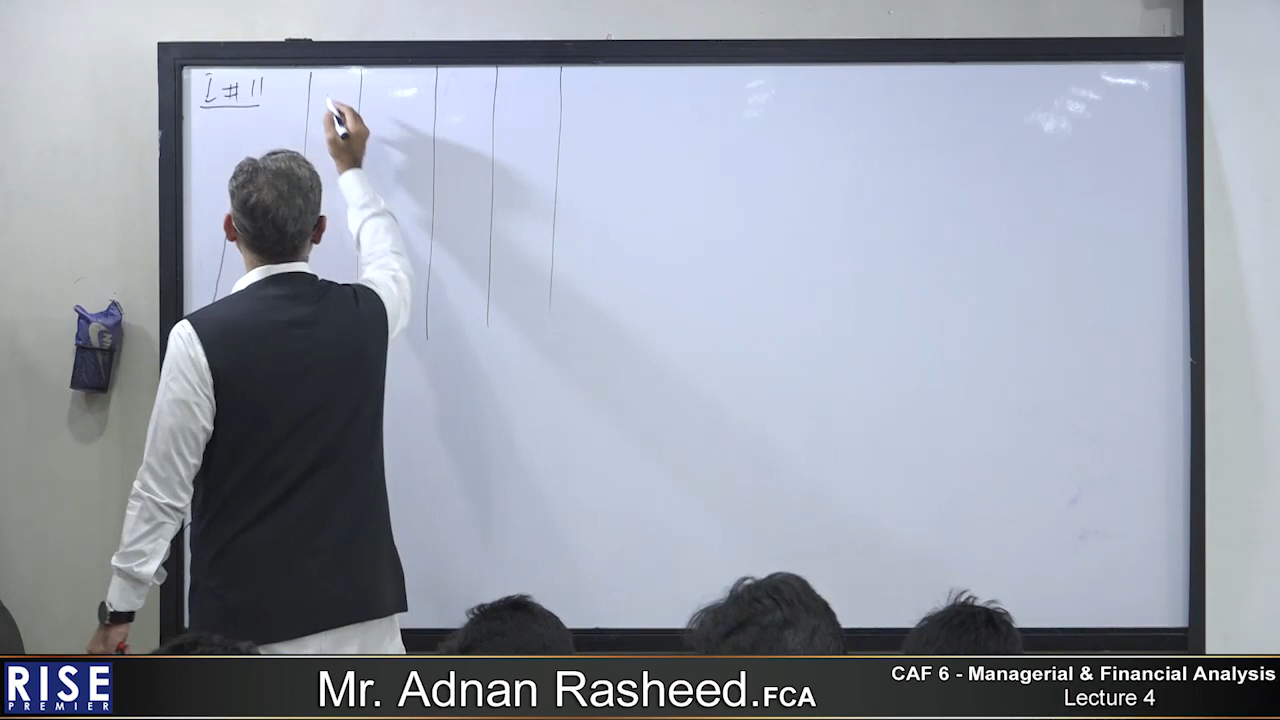 I # 11
RISE
PREMIER
Mr. Adnan Rasheed.FCA
CAF 6 - Managerial & Financial Analysis
Lecture 4